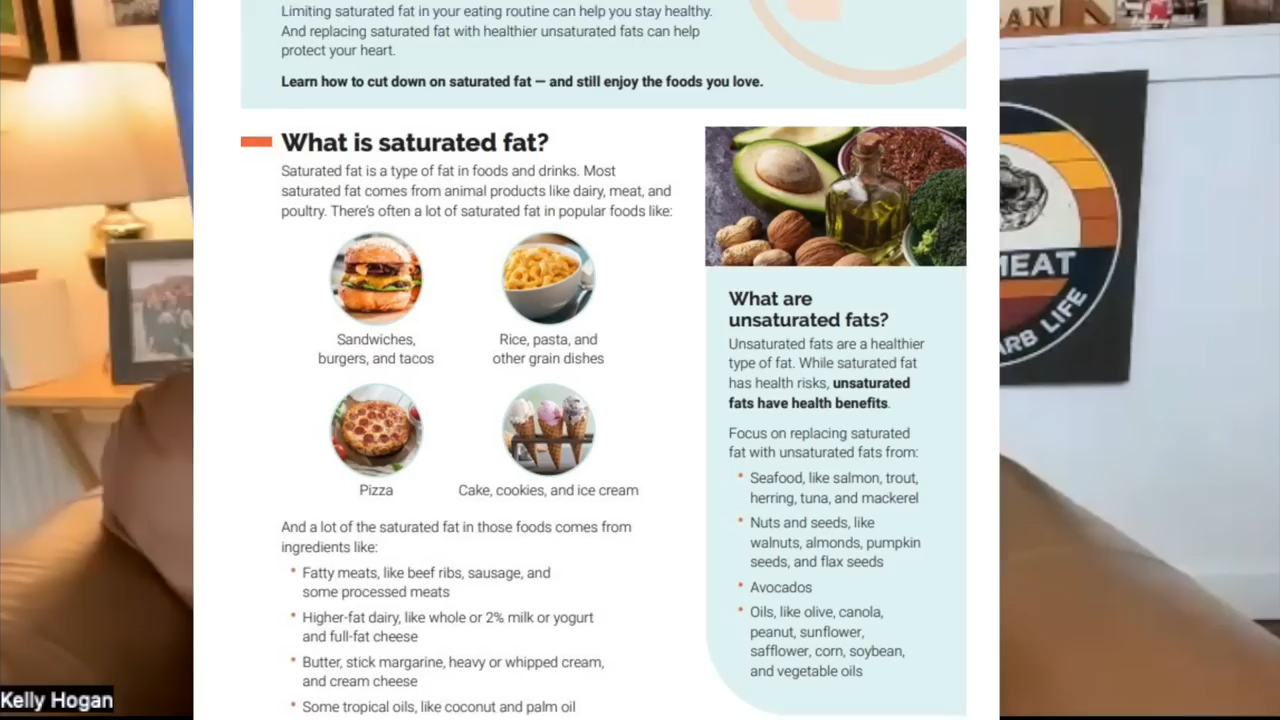 Limiting saturated fat in your eating routine can help you stay healthy.
And replacing saturated fat with healthier unsaturated fats can help
protect your heart.
Learn how to cut down on saturated fat — and still enjoy the foods you love.
What is saturated fat?
Saturated fat is a type of fat in foods and drinks. Most
saturated fat comes from animal products like dairy, meat, and
poultry. There's often a lot of saturated fat in popular foods like:
Sandwiches,
burgers, and tacos
Rice, pasta, and
other grain dishes
Pizza
Cake, cookies, and ice cream
And a lot of the saturated fat in those foods comes from
ingredients like:
• Fatty meats, like beef ribs, sausage, and
some processed meats
• Higher-fat dairy, like whole or 2% milk or yogurt
and full-fat cheese
• Butter, stick margarine, heavy or whipped cream,
and cream cheese
• Some tropical oils, like coconut and palm oil
What are
unsaturated fats?
Unsaturated fats are a healthier
type of fat. While saturated fat
has health risks, unsaturated
fats have health benefits.
Focus on replacing saturated
fat with unsaturated fats from:
• Seafood, like salmon, trout,
herring, tuna, and mackerel
• Nuts and seeds, like
walnuts, almonds, pumpkin
seeds, and flax seeds
• Avocados
• Oils, like olive, canola,
peanut, sunflower,
safflower, corn, soybean,
and vegetable oils
AN
MEAT
ARB LIFE
Kelly Hogan